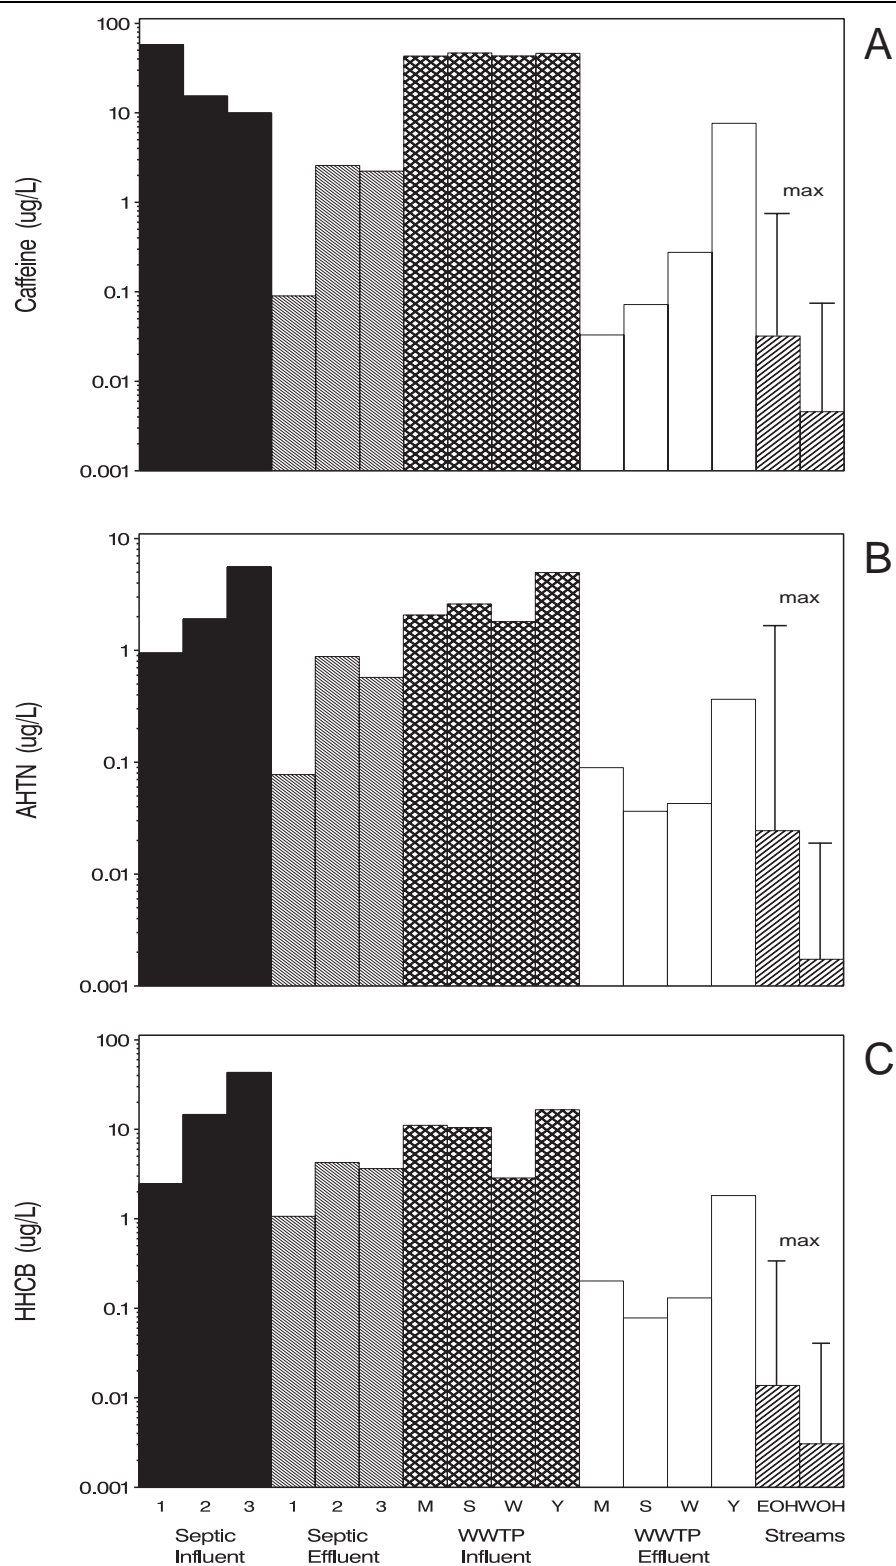 A
100
10
1
0.1
0.01
0.001
Caffeine (ug/L)
max
B
10
1
0.1
0.01
0.001
AHTN (ug/L)
max
C
100
10
1
0.1
0.01
0.001
HHCB (ug/L)
max
1 2 3 1 2 3 M S W Y M S W Y EOH WOH
Septic Septic WWTP WWTP Streams
Influent Effluent Influent Effluent